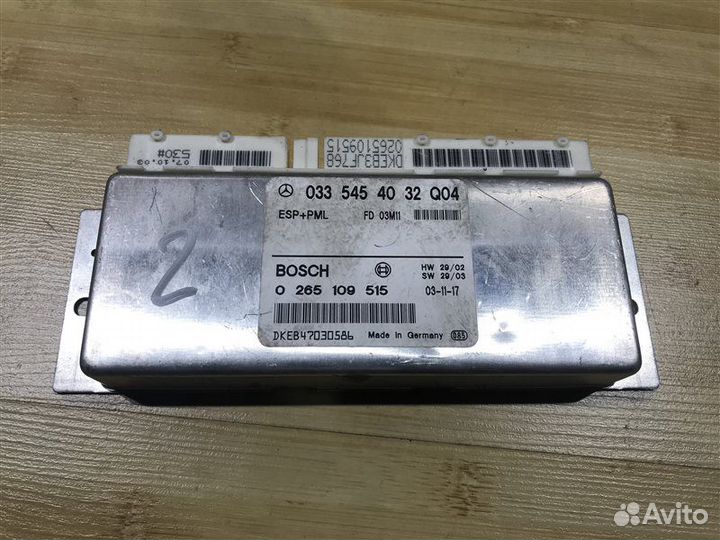 07.10.03
530#
DKEB3JF768
0265109515
033 545 40 32 Q04
ESP+PML FD 03M11
BOSCH HW 29/02
SW 29/03
0 265 109 515 03-11-17
DKEB47030586 Made in Germany 085
2
Avito